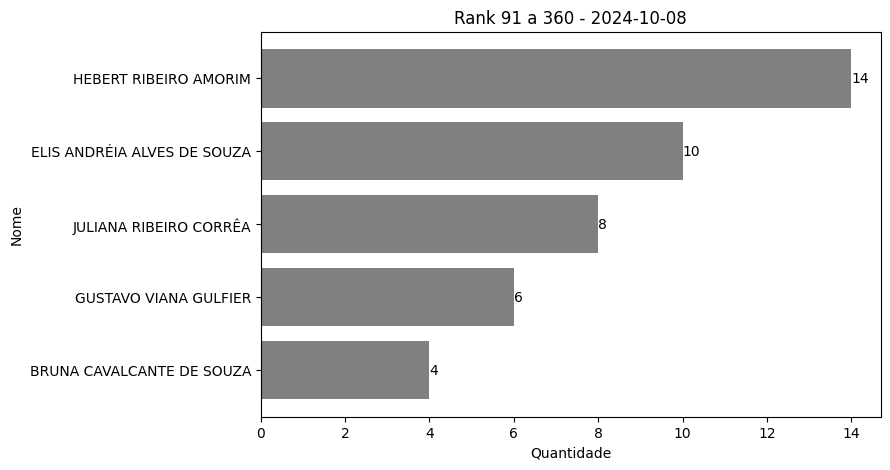 Rank 91 a 360 - 2024-10-08
HEBERT RIBEIRO AMORIM
14
ELIS ANDRÉIA ALVES DE SOUZA
10
JULIANA RIBEIRO CORRÊA
8
GUSTAVO VIANA GULFIER
6
BRUNA CAVALCANTE DE SOUZA
4
Nome
0 2 4 6 8 10 12 14
Quantidade